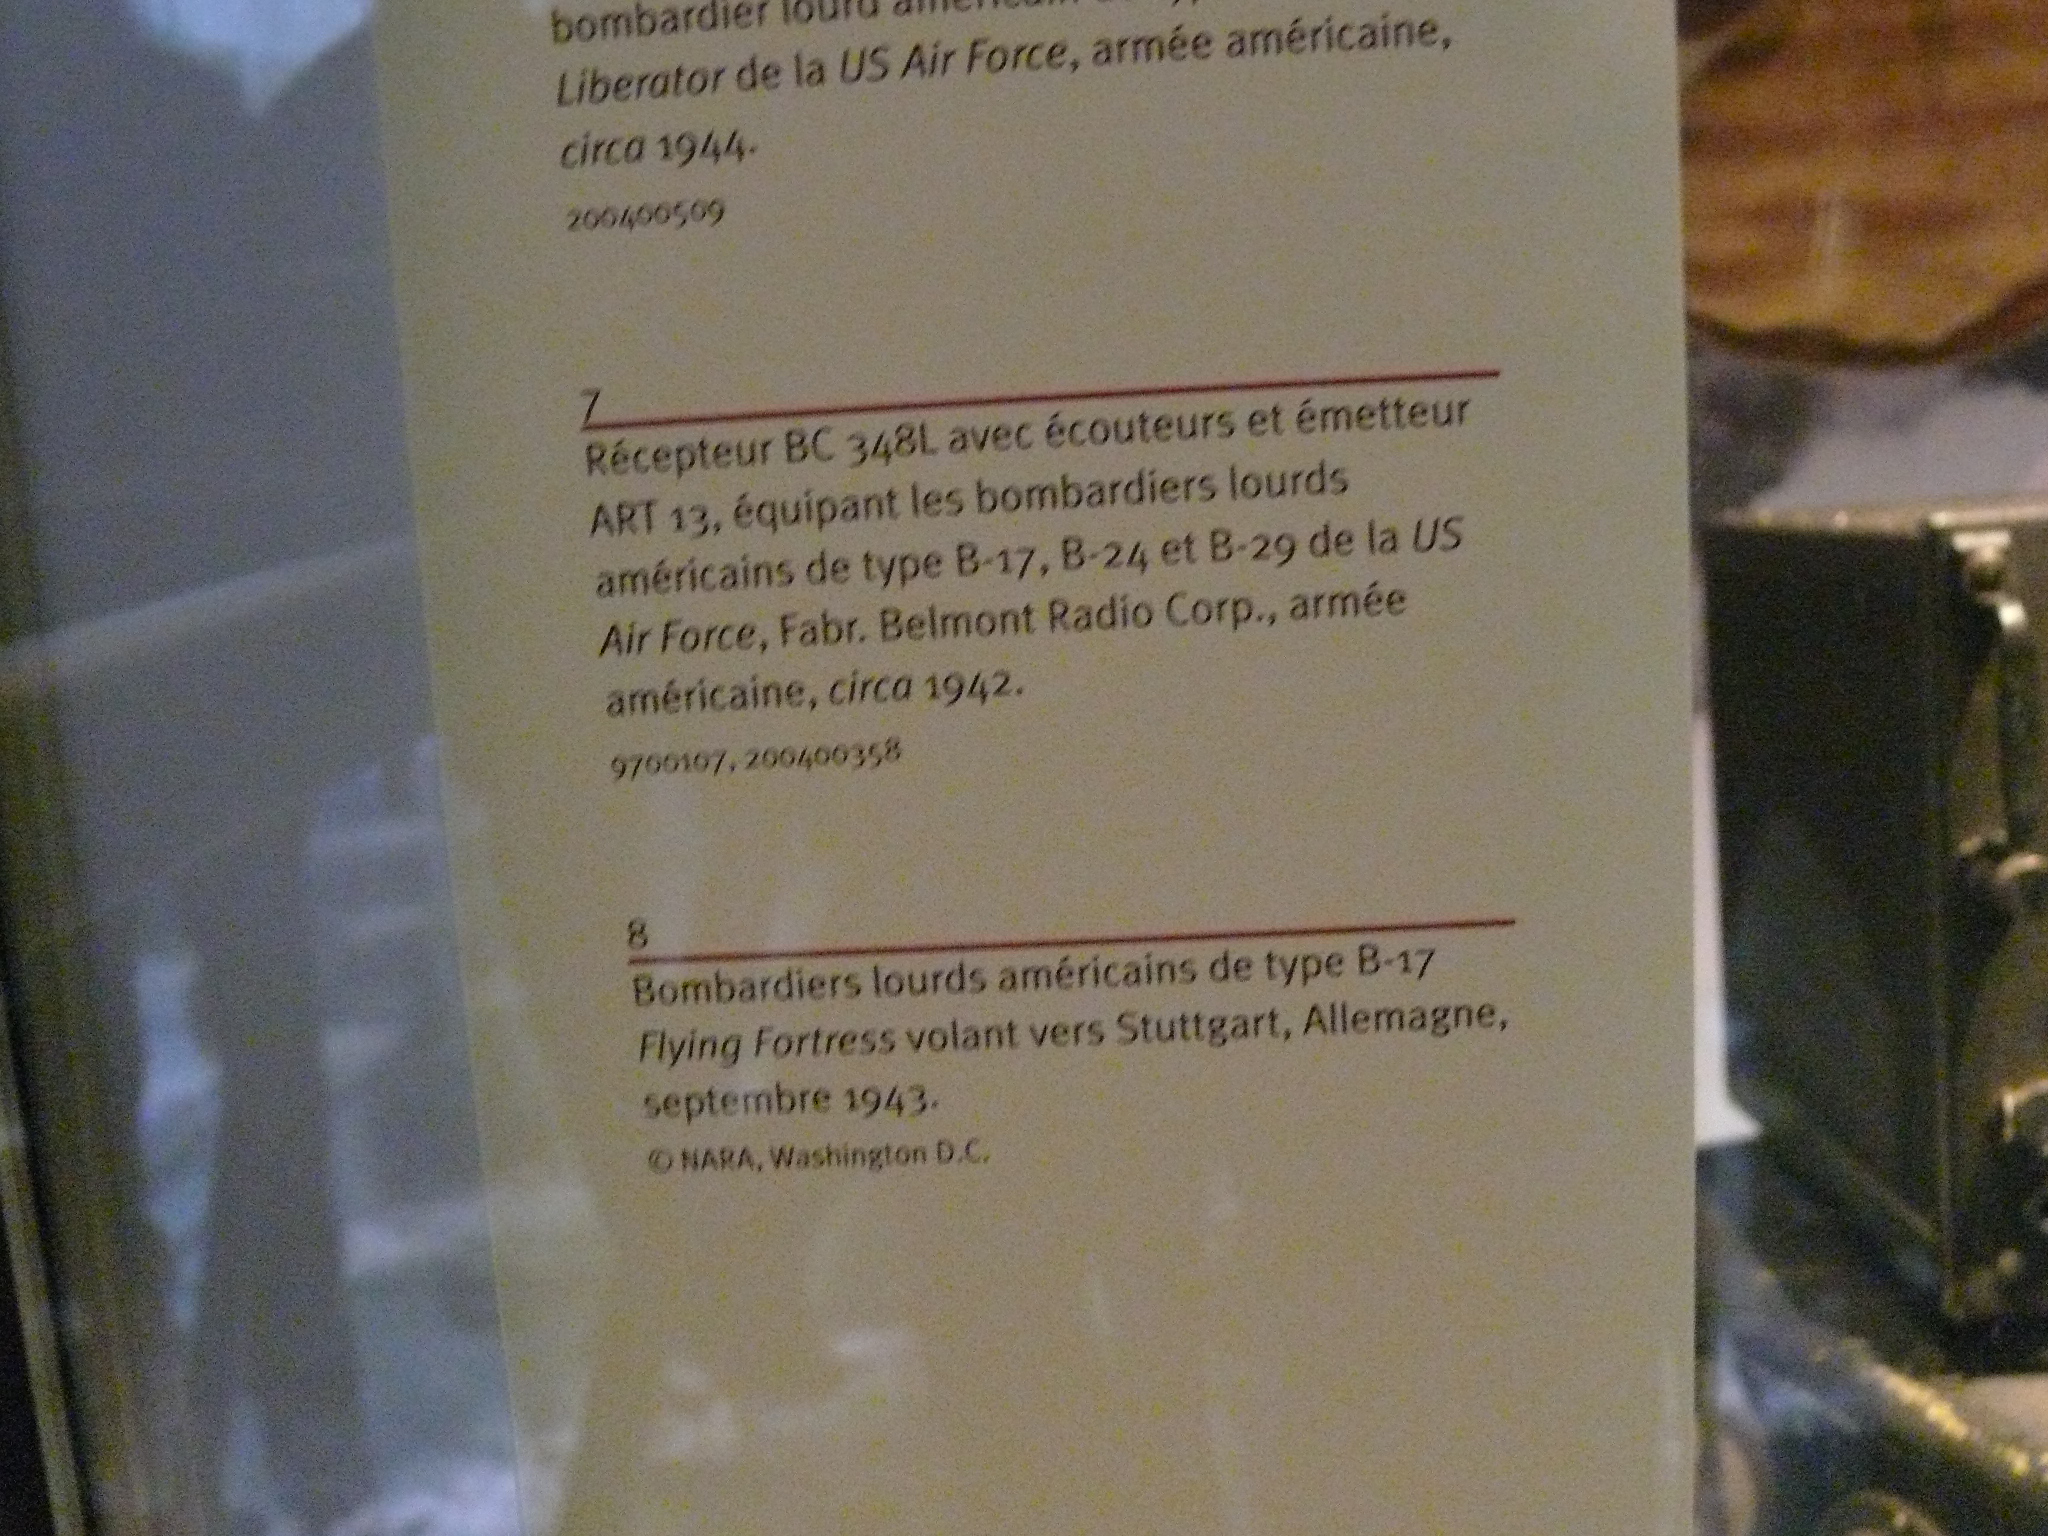 bombardier lourd américain
Liberator de la US Air Force, armée américaine,
circa 1944.
200400509
7
Récepteur BC 348L avec écouteurs et émetteur
ART 13, équipant les bombardiers lourds
américains de type B-17, B-24 et B-29 de la US
Air Force, Fabr. Belmont Radio Corp., armée
américaine, circa 1942.
9700107, 200400358
8
Bombardiers lourds américains de type B-17
Flying Fortress volant vers Stuttgart, Allemagne,
septembre 1943.
© NARA, Washington D.C.